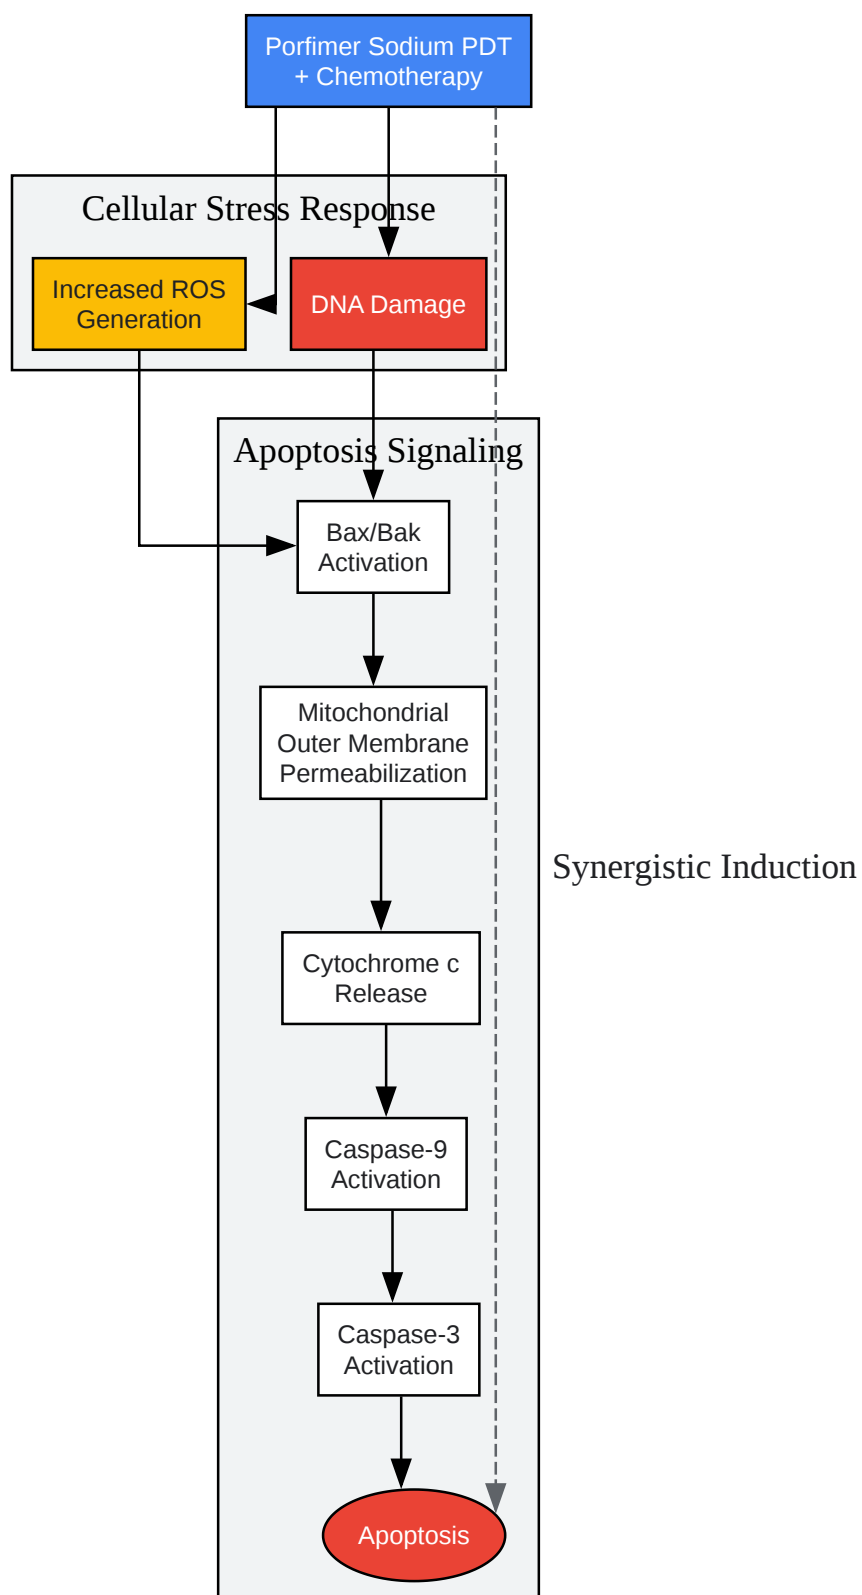 Porfimer Sodium PDT
+ Chemotherapy
Cellular Stress Response
Increased ROS
Generation
DNA Damage
Apoptosis Signaling
Bax/Bak
Activation
Mitochondrial
Outer Membrane
Permeabilization
Synergistic Induction
Cytochrome c
Release
Caspase-9
Activation
Caspase-3
Activation
Apoptosis